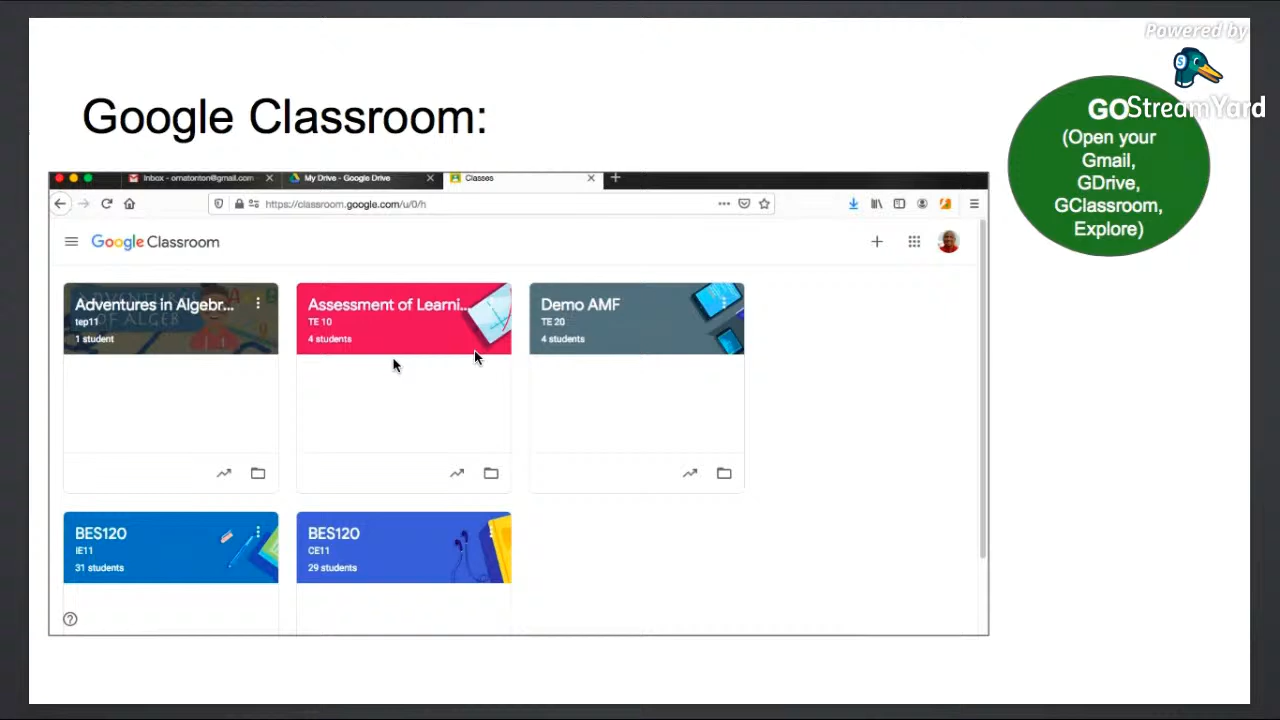 Powered by
StreamYard
Google Classroom:
GO
(Open your
Gmail,
GDrive,
GClassroom,
Explore)
Inbox - omatonton@gmail.com
My Drive - Google Drive
Classes
https://classroom.google.com/u/0/h
Google Classroom
Adventures in Algebr...
tep11
1 student
Assessment of Learni...
TE 10
4 students
Demo AMF
TE 20
4 students
BES120
IE11
31 students
BES120
CE11
29 students